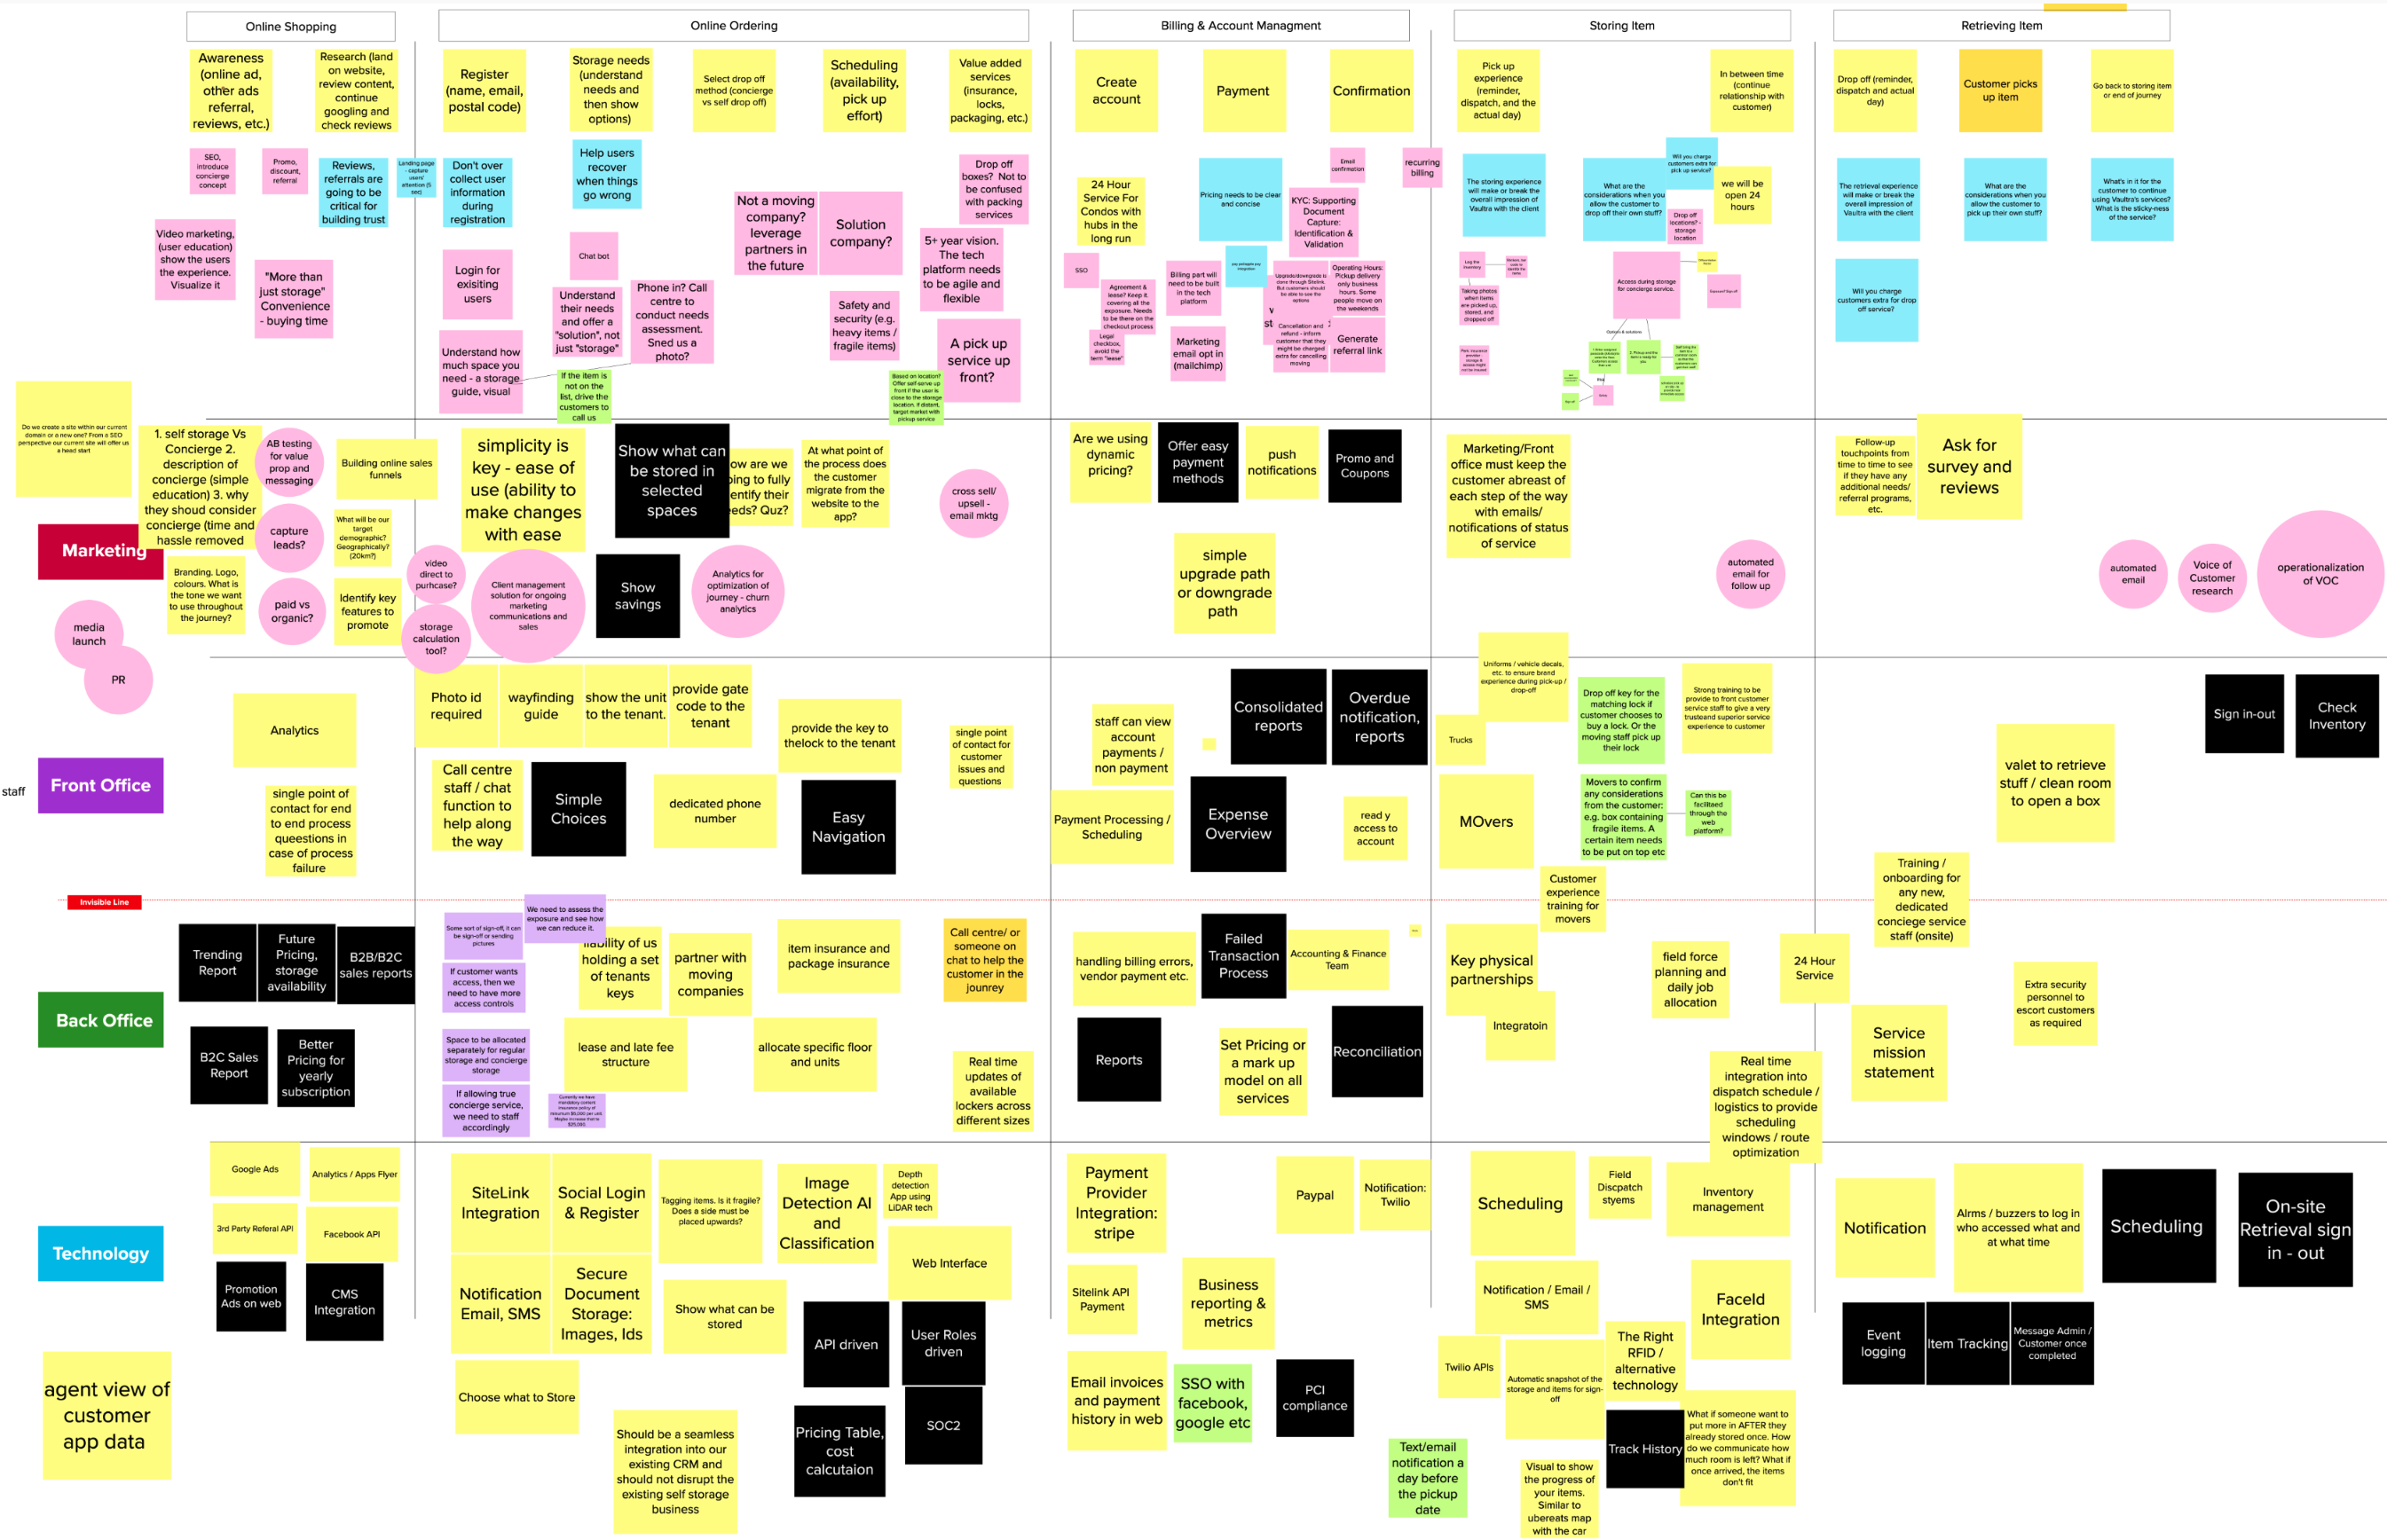 Online Shopping
Online Ordering
Billing & Account Managment
Storing Item
Retrieving Item
Awareness
(online ad,
other ads
referral,
reviews, etc.)
Research (land
on website,
review content,
continue
googling and
check reviews
Register
(name, email,
postal code)
Storage needs
(understand
needs and
then show
options)
Select drop off
method (concierge
vs self drop off)
Scheduling
(availability,
pick up
effort)
Value added
services
(insurance,
locks,
packaging, etc.)
Create
account
Payment
Confirmation
Pick up
experience
(reminder,
dispatch, and the
actual day)
In between time
(continue
relationship with
customer)
Drop off (reminder,
dispatch and actual
day)
Customer picks
up item
Go back to storing item
or end of journey
SEO,
introduce
concierge
concept
Promo,
discount,
referral
Reviews,
referrals are
going to be
critical for
building trust
Landing page
- capture
users'
attention (5
sec)
Don't over
collect user
information
during
registration
Help users
recover
when things
go wrong
Drop off
boxes? Not to
be confused
with packing
services
Video marketing,
(user education)
show the users
the experience.
Visualize it
"More than
just storage"
Convenience
- buying time
Login for
exisiting
users
Chat bot
Understand
their needs
and offer a
"solution", not
just "storage"
Phone in? Call
centre to
conduct needs
assessment.
Sned us a
photo?
Not a moving
company?
leverage
partners in
the future
Solution
company?
5+ year vision.
The tech
platform needs
to be agile and
flexible
Safety and
security (e.g.
heavy items /
fragile items)
A pick up
service up
front?
Understand how
much space you
need - a storage
guide, visual
If the item is
not on the
list, drive the
customers to
call us
Based on location?
Offer self-serve up
front if the user is
close to the storage
location. If distant,
target market with
pickup service
24 Hour
Service For
Condos with
hubs in the
long run
Pricing needs to be clear
and concise
Email
confirmation
recurring
billing
KYC: Supporting
Document
Capture:
Identification &
Validation
SSO
Agreement &
lease? Keep it
covering all the
exposure. Needs
to be there on the
checkout process
Legal
checkbox,
avoid the
term "lease"
Billing part will
need to be built
in the tech
platform
Marketing
email opt in
(mailchimp)
Upgrade/downgrade is
done through Sitelink.
But customers should
be able to see the
options
Cancellation and
refund - inform
customer that they
might be charged
extra for cancelling
moving
Operating Hours:
Pickup delivery
only business
hours. Some
people move on
the weekends
Generate
referral link
The storing experience
will make or break the
overall impression of
Vaultra with the client
What are the
considerations when you
allow the customer to
drop off their own stuff?
Will you charge
customers extra for
pick up service?
we will be
open 24
hours
Drop off
locations? -
storage
location
Log the
inventory
Taking photos
when items
are picked up,
stored, and
dropped off
Access during storage
for concierge service.
Options & solutions:
The retrieval experience
will make or break the
overall impression of
Vaultra with the client
What are the
considerations when you
allow the customer to
pick up their own stuff?
What's in it for the
customer to continue
using Vaultra's services?
What is the sticky-ness
of the service?
Will you charge
customers extra for drop
off service?
Do we create a site within our current
domain or a new one? From a SEO
perspective our current site will offer us
a head start
Marketing
1. self storage Vs
Concierge 2.
description of
concierge (simple
education) 3. why
they shoud consider
concierge (time and
hassle removed
AB testing
for value
prop and
messaging
Building online sales
funnels
capture
leads?
What will be our
target
demographic?
Geographically?
(20km?)
Branding. Logo,
colours. What is
the tone we want
to use throughout
the journey?
paid vs
organic?
Identify key
features to
promote
media
launch
PR
simplicity is
key - ease of
use (ability to
make changes
with ease
Show what can
be stored in
selected
spaces
At what point of
the process does
the customer
migrate from the
website to the
app?
cross sell/
upsell -
email mktg
video
direct to
purhcase?
storage
calculation
tool?
Client management
solution for ongoing
marketing
communications and
sales
Show
savings
Analytics for
optimization of
journey - churn
analytics
Are we using
dynamic
pricing?
Offer easy
payment
methods
push
notifications
Promo and
Coupons
simple
upgrade path
or downgrade
path
Marketing/Front
office must keep the
customer abreast of
each step of the way
with emails/
notifications of status
of service
automated
email for
follow up
Follow-up
touchpoints from
time to time to see
if they have any
additional needs/
referral programs,
etc.
Ask for
survey and
reviews
automated
email
Voice of
Customer
research
operationalization
of VOC
staff
Front Office
Analytics
single point of
contact for end
to end process
queestions in
case of process
failure
Photo id
required
wayfinding
guide
show the unit
to the tenant.
provide gate
code to the
tenant
provide the key to
thelock to the tenant
single point
of contact for
customer
issues and
questions
Call centre
staff / chat
function to
help along
the way
Simple
Choices
dedicated phone
number
Easy
Navigation
staff can view
account
payments /
non payment
Consolidated
reports
Overdue
notification,
reports
Payment Processing /
Scheduling
Expense
Overview
read y
access to
account
Uniforms / vehicle decals,
etc. to ensure brand
experience during pick-up /
drop-off
Trucks
Drop off key for the
matching lock if
customer chooses to
buy a lock. Or the
moving staff pick up
their lock
Strong training to be
provide to front customer
service staff to give a very
trusteand superior service
experience to customer
MOvers
Movers to confirm
any considerations
from the customer:
e.g. box containing
fragile items. A
certain item needs
to be put on top etc
Can this be
facilitaed
through the
web
platform?
Customer
experience
training for
movers
valet to retrieve
stuff / clean room
to open a box
Sign in-out
Check
Inventory
Training /
onboarding for
any new,
dedicated
conciege service
staff (onsite)
Invisible Line
Back Office
Trending
Report
Future
Pricing,
storage
availability
B2B/B2C
sales reports
B2C Sales
Report
Better
Pricing for
yearly
subscription
Some sort of sign-off, it can
be sign-off or sending
pictures
We need to assess the
exposure and see how
we can reduce it.
If customer wants
access, then we
need to have more
access controls
liability of us
holding a set
of tenants
keys
partner with
moving
companies
item insurance and
package insurance
Call centre/ or
someone on
chat to help the
customer in the
jounrey
Space to be allocated
separately for regular
storage and concierge
storage
lease and late fee
structure
allocate specific floor
and units
If allowing true
concierge service,
we need to staff
accordingly
Real time
updates of
available
lockers across
different sizes
handling billing errors,
vendor payment etc.
Failed
Transaction
Process
Accounting & Finance
Team
Reports
Set Pricing or
a mark up
model on all
services
Reconciliation
Key physical
partnerships
Integratoin
field force
planning and
daily job
allocation
24 Hour
Service
Real time
integration into
dispatch schedule /
logistics to provide
scheduling
windows / route
optimization
Service
mission
statement
Extra security
personnel to
escort customers
as required
Technology
Google Ads
Analytics / Apps Flyer
3rd Party Referal API
Facebook API
Promotion
Ads on web
CMS
Integration
agent view of
customer
app data
SiteLink
Integration
Social Login
& Register
Tagging items. Is it fragile?
Does a side must be
placed upwards?
Image
Detection AI
and
Classification
Depth
detection
App using
LiDAR tech
Notification
Email, SMS
Secure
Document
Storage:
Images, Ids
Show what can be
stored
Web Interface
API driven
User Roles
driven
Choose what to Store
Should be a seamless
integration into our
existing CRM and
should not disrupt the
existing self storage
business
Pricing Table,
cost
calcutaion
SOC2
Payment
Provider
Integration:
stripe
Paypal
Notification:
Twilio
Sitelink API
Payment
Business
reporting &
metrics
Email invoices
and payment
history in web
SSO with
facebook,
google etc
PCI
compliance
Text/email
notification a
day before
the pickup
date
Scheduling
Field
Discpatch
styems
Inventory
management
Notification / Email /
SMS
FaceId
Integration
Twilio APIs
Automatic snapshot of the
storage and items for sign-
off
The Right
RFID /
alternative
technology
Track History
What if someone want to
put more in AFTER they
already stored once. How
do we communicate how
much room is left? What if
once arrived, the items
don't fit
Visual to show
the progress of
your items.
Similar to
ubereats map
with the car
Notification
Alrms / buzzers to log in
who accessed what and
at what time
Scheduling
On-site
Retrieval sign
in - out
Event
logging
Item Tracking
Message Admin /
Customer once
completed